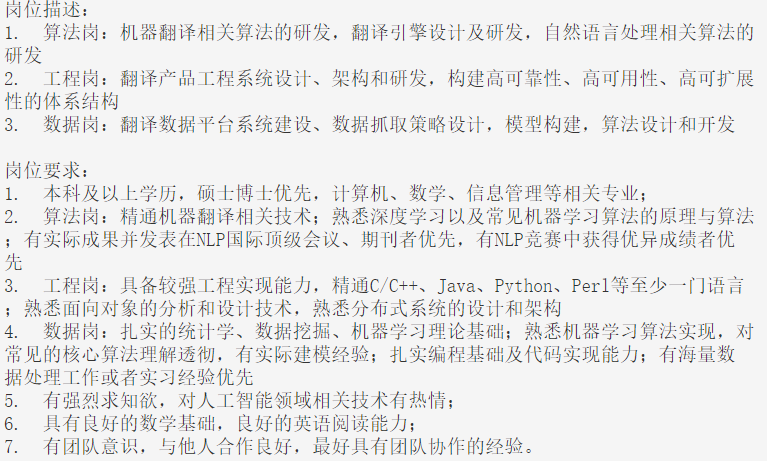 岗位描述：
1.  算法岗：机器翻译相关算法的研发，翻译引擎设计及研发，自然语言处理相关算法的
研发
2.  工程岗：翻译产品工程系统设计、架构和研发，构建高可靠性、高可用性、高可扩展
性的体系结构
3.  数据岗：翻译数据平台系统建设、数据抓取策略设计，模型构建，算法设计和开发
岗位要求：
1.  本科及以上学历，硕士博士优先，计算机、数学、信息管理等相关专业；
2.  算法岗：精通机器翻译相关技术；熟悉深度学习以及常见机器学习算法的原理与算法
；有实际成果并发表在NLP国际顶级会议、期刊者优先，有NLP竞赛中获得优异成绩者优
先
3.  工程岗：具备较强工程实现能力，精通C/C++、Java、Python、Perl等至少一门语言
；熟悉面向对象的分析和设计技术，熟悉分布式系统的设计和架构
4.  数据岗：扎实的统计学、数据挖掘、机器学习理论基础；熟悉机器学习算法实现，对
常见的核心算法理解透彻，有实际建模经验；扎实编程基础及代码实现能力；有海量数
据处理工作或者实习经验优先
5.  有强烈求知欲，对人工智能领域相关技术有热情；
6.  具有良好的数学基础，良好的英语阅读能力；
7.  有团队意识，与他人合作良好，最好具有团队协作的经验。